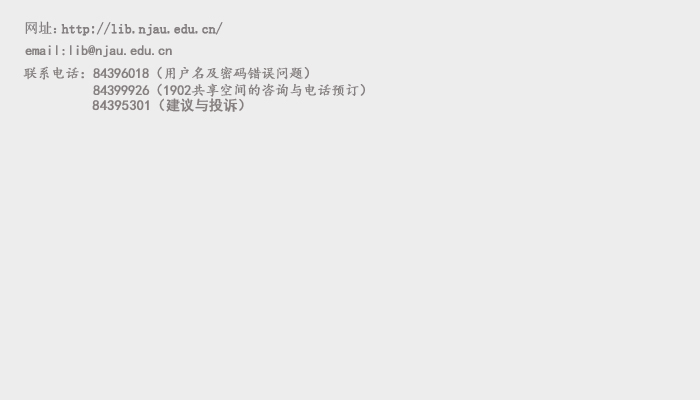 网址：http://lib.njau.edu.cn/
email:lib@njau.edu.cn
联系电话：84396018（用户名及密码错误问题）
84399926（1902共享空间的咨询与电话预订）
84395301（建议与投诉）